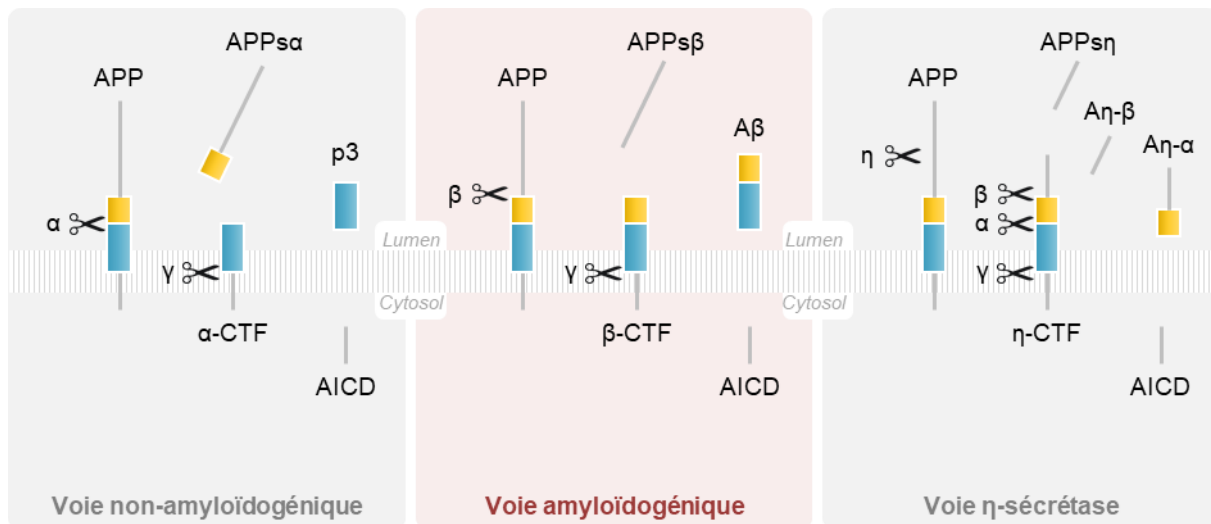 APPsα
APP
p3
α
γ
α-CTF
AICD
Voie non-amyloïdogénique
Lumen
Cytosol
APPsβ
APP
Aβ
β
γ
β-CTF
AICD
Voie amyloïdogénique
Lumen
Cytosol
APPsη
APP
Aη-β
Aη-α
η
β
α
γ
η-CTF
AICD
Voie η-sécrétase